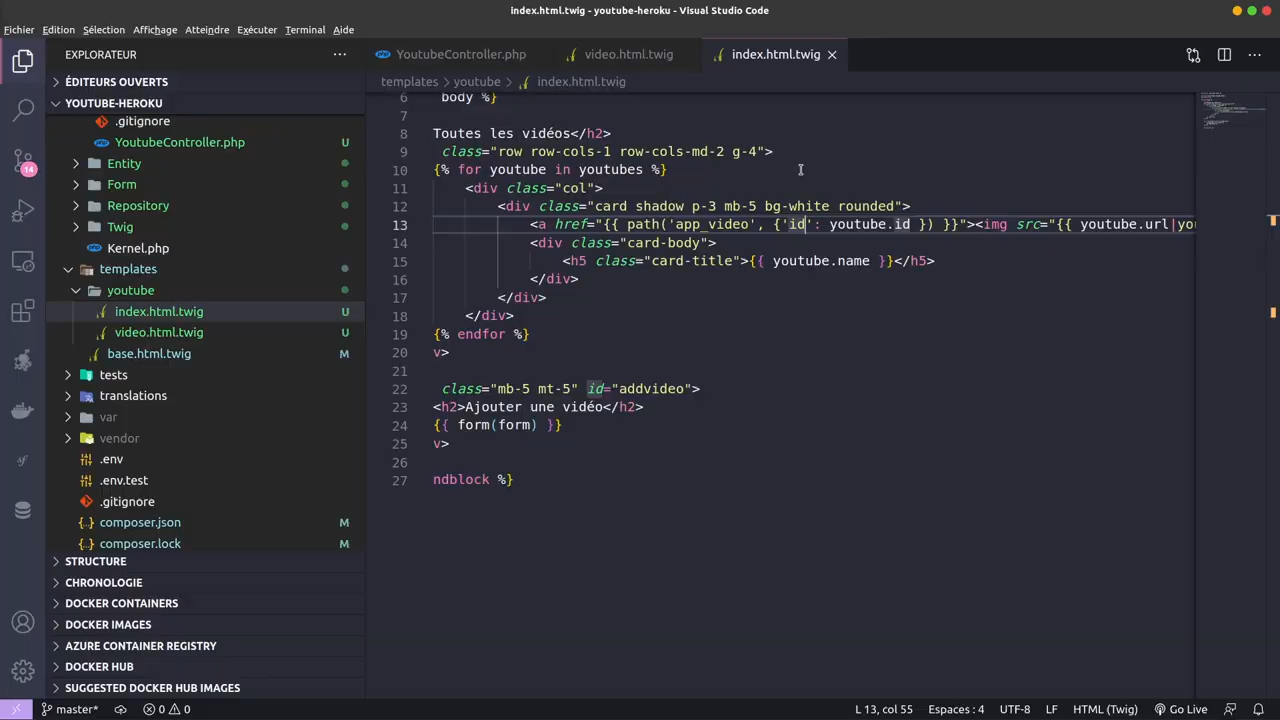 index.html.twig - youtube-heroku - Visual Studio Code
Fichier Edition Sélection Affichage Atteindre Exécuter Terminal Aide
EXPLORATEUR
YoutubeController.php video.html.twig index.html.twig
templates > youtube > index.html.twig
ÉDITEURS OUVERTS
YOUTUBE-HEROKU
.gitignore
YoutubeController.php U
Entity
Form
Repository
Twig
Kernel.php
templates
youtube
index.html.twig U
video.html.twig U
base.html.twig M
tests
translations
var
vendor
.env
.env.test
.gitignore
composer.json M
composer.lock M
STRUCTURE
CHRONOLOGIE
DOCKER CONTAINERS
DOCKER IMAGES
AZURE CONTAINER REGISTRY
DOCKER HUB
SUGGESTED DOCKER HUB IMAGES
14
6 body %}
7
8 Toutes les vidéos</h2>
9 class="row row-cols-1 row-cols-md-2 g-4">
10 {% for youtube in youtubes %}
11 <div class="col">
12 <div class="card shadow p-3 mb-5 bg-white rounded">
13 <a href="{{ path('app_video', {'id': youtube.id }) }}"><img src="{{ youtube.url|you
14 <div class="card-body">
15 <h5 class="card-title">{{ youtube.name }}</h5>
16 </div>
17 </div>
18 </div>
19 {% endfor %}
20 v>
21
22 class="mb-5 mt-5" id="addvideo">
23 <h2>Ajouter une vidéo</h2>
24 {{ form(form) }}
25 v>
26
27 ndblock %}
master* 0 0 L 13, col 55 Espaces : 4 UTF-8 LF HTML (Twig) Go Live